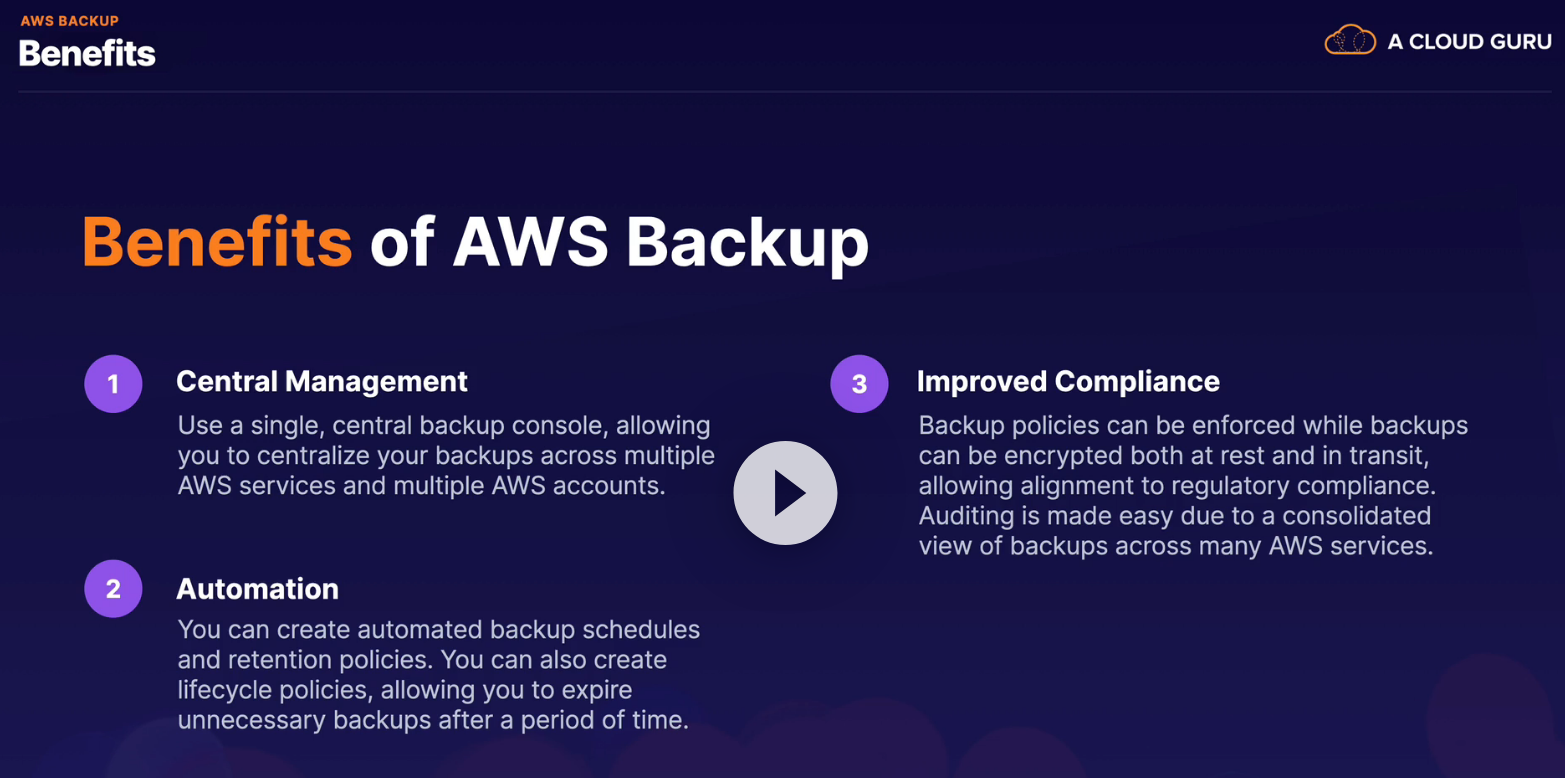 AWS BACKUP
Benefits
A CLOUD GURU
Benefits of AWS Backup
1
Central Management
Use a single, central backup console, allowing
you to centralize your backups across multiple
AWS services and multiple AWS accounts.
2
Automation
You can create automated backup schedules
and retention policies. You can also create
lifecycle policies, allowing you to expire
unnecessary backups after a period of time.
3
Improved Compliance
Backup policies can be enforced while backups
can be encrypted both at rest and in transit,
allowing alignment to regulatory compliance.
Auditing is made easy due to a consolidated
view of backups across many AWS services.